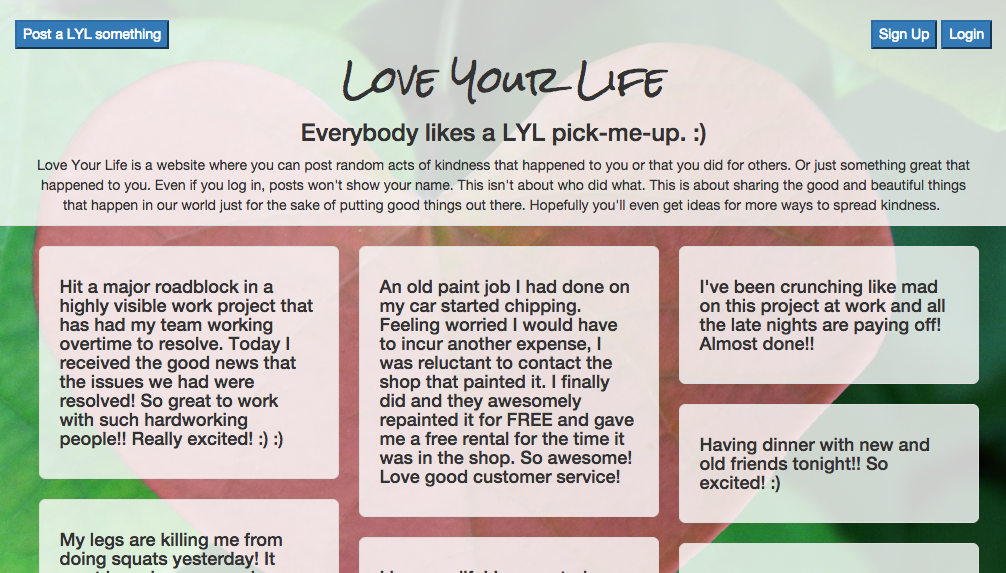 Post a LYL something
Sign Up
Login
Love Your Life
Everybody likes a LYL pick-me-up. :)
Love Your Life is a website where you can post random acts of kindness that happened to you or that you did for others. Or just something great that
happened to you. Even if you log in, posts won't show your name. This isn't about who did what. This is about sharing the good and beautiful things
that happen in our world just for the sake of putting good things out there. Hopefully you'll even get ideas for more ways to spread kindness.
Hit a major roadblock in a
highly visible work project that
has had my team working
overtime to resolve. Today I
received the good news that
the issues we had were
resolved! So great to work
with such hardworking
people!! Really excited! :) :)
My legs are killing me from
doing squats yesterday! It
An old paint job I had done on
my car started chipping.
Feeling worried I would have
to incur another expense, I
was reluctant to contact the
shop that painted it. I finally
did and they awesomely
repainted it for FREE and gave
me a free rental for the time it
was in the shop. So awesome!
Love good customer service!
I've been crunching like mad
on this project at work and all
the late nights are paying off!
Almost done!!
Having dinner with new and
old friends tonight!! So
excited! :)